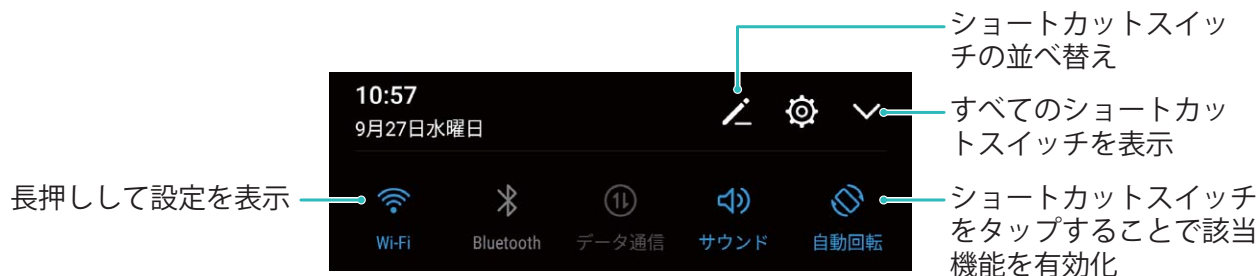 ショートカットスイッ
チの並べ替え
10:57
9月27日水曜日
すべてのショートカッ
トスイッチを表示
長押しして設定を表示
Wi-Fi
Bluetooth
データ通信
サウンド
自動回転
ショートカットスイッチ
をタップすることで該当
機能を有効化